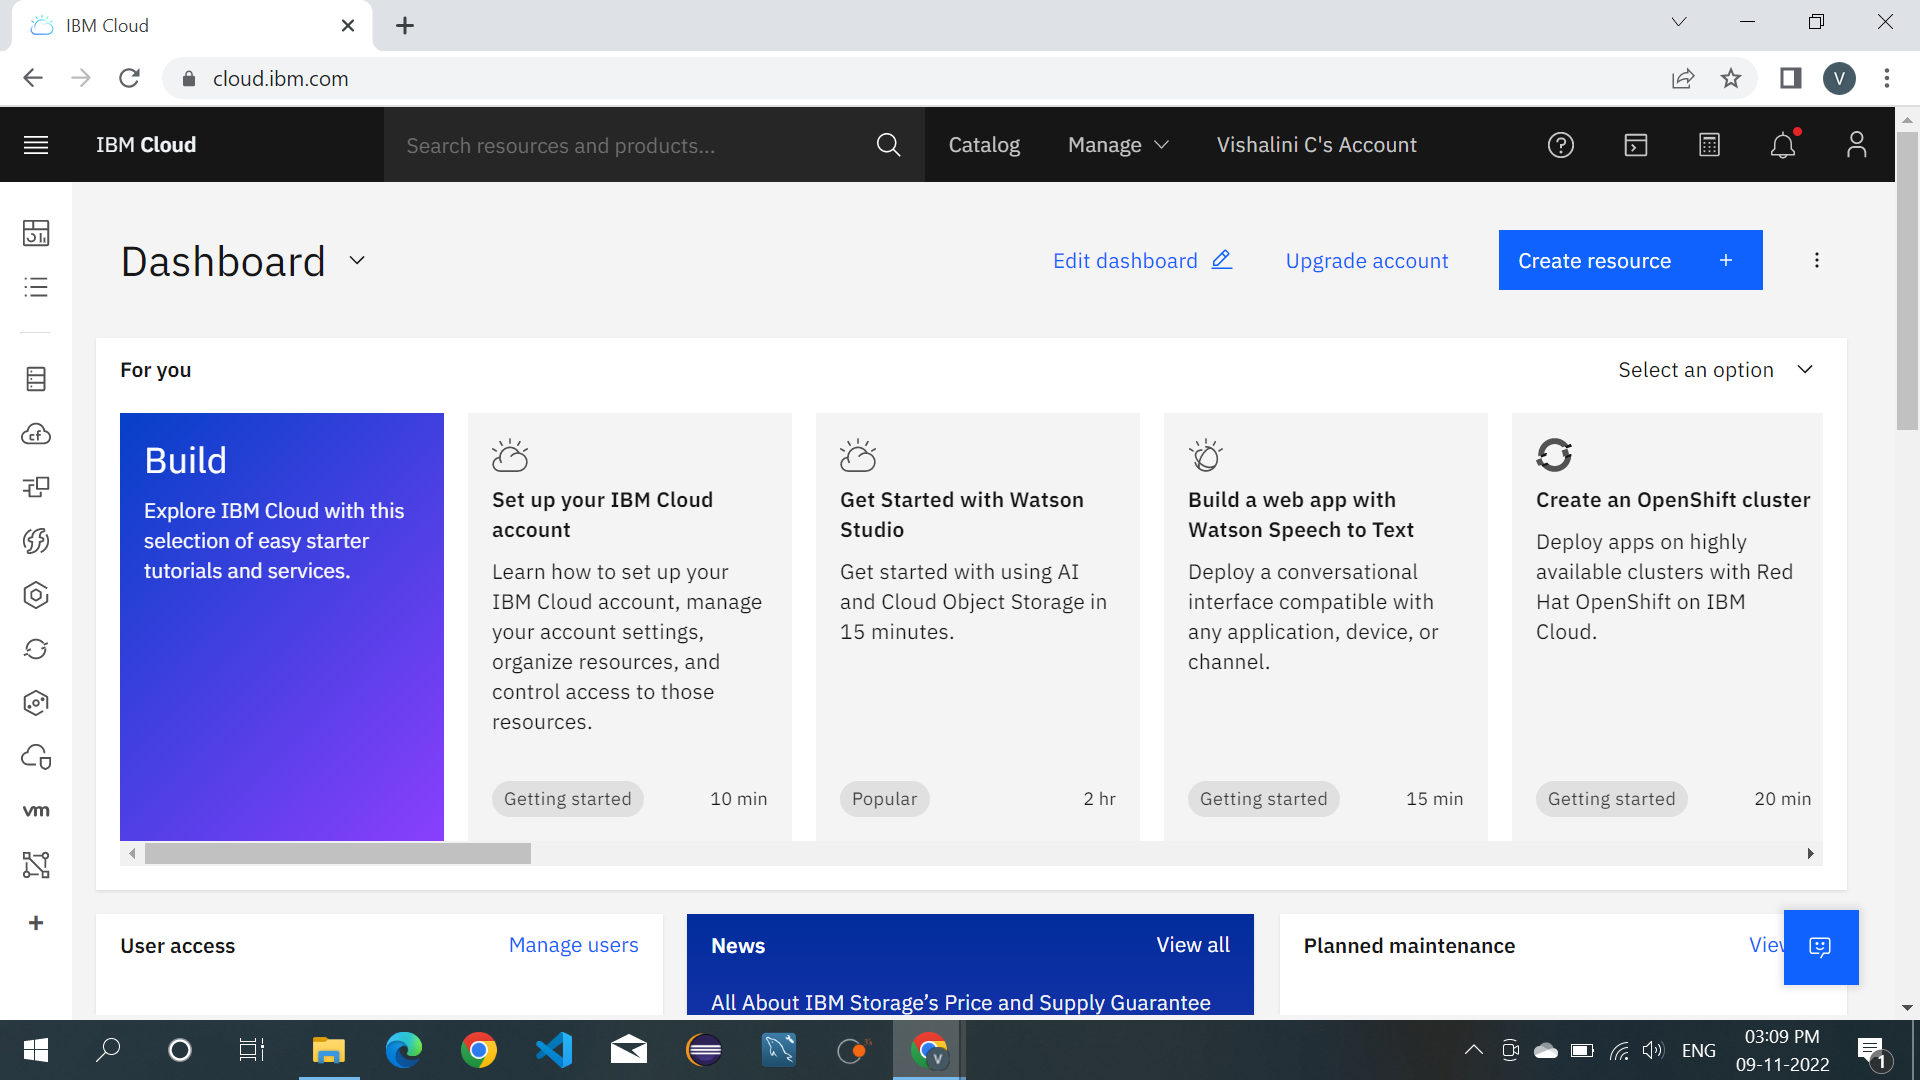 IBM Cloud
cloud.ibm.com
V
IBM Cloud
Search resources and products...
Catalog
Manage
Vishalini C's Account
Dashboard
Edit dashboard
Upgrade account
Create resource +
For you
Select an option
Build
Explore IBM Cloud with this
selection of easy starter
tutorials and services.
Set up your IBM Cloud
account
Learn how to set up your
IBM Cloud account, manage
your account settings,
organize resources, and
control access to those
resources.
Getting started
10 min
Get Started with Watson
Studio
Get started with using AI
and Cloud Object Storage in
15 minutes.
Popular
2 hr
Build a web app with
Watson Speech to Text
Deploy a conversational
interface compatible with
any application, device, or
channel.
Getting started
15 min
Create an OpenShift cluster
Deploy apps on highly
available clusters with Red
Hat OpenShift on IBM
Cloud.
Getting started
20 min
cf
vm
User access
Manage users
News
View all
All About IBM Storage's Price and Supply Guarantee
Planned maintenance
V
ENG
03:09 PM
09-11-2022
1